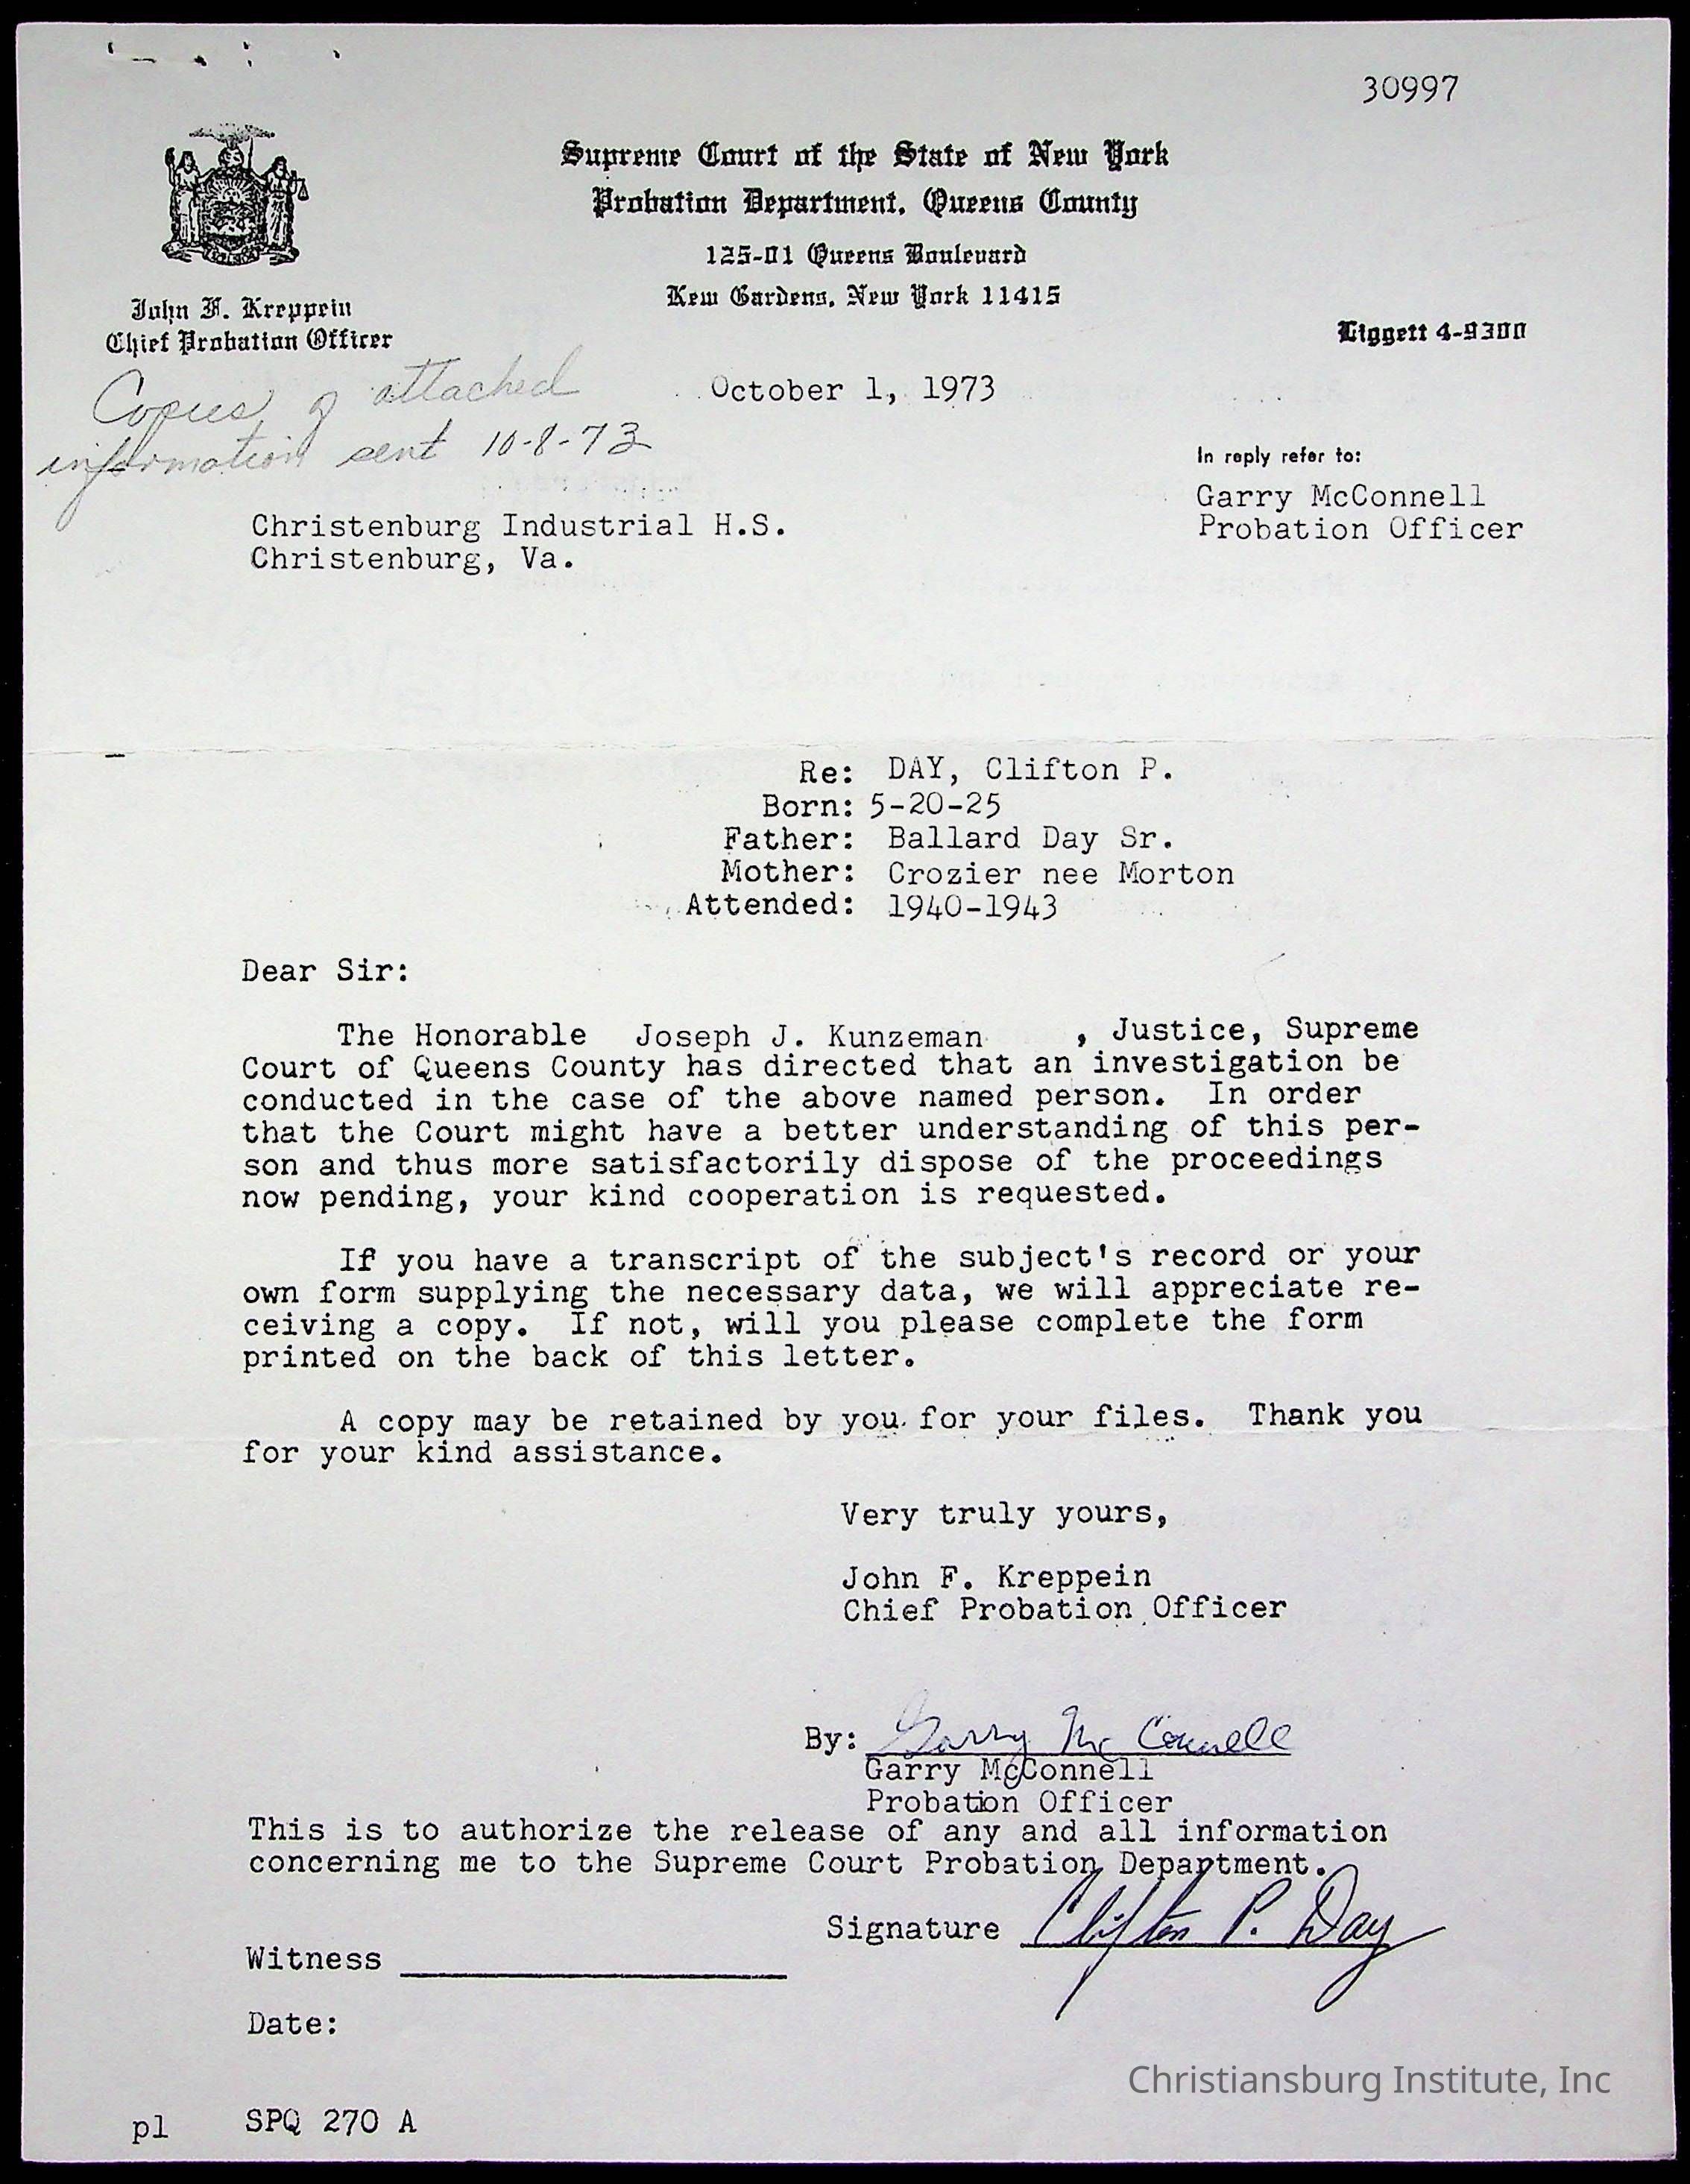 30997
Supreme Court of the State of New York
Probation Department, Queens County
125-01 Queens Boulevard
Kew Gardens, New York 11415
John F. Kreppein
Chief Probation Officer
Liggett 4-9300
Copies of attached
information sent 10-8-73
October 1, 1973
In reply refer to:
Garry McConnell
Probation Officer
Christenburg Industrial H.S.
Christenburg, Va.
Re: DAY, Clifton P.
Born: 5-20-25
Father: Ballard Day Sr.
Mother: Crozier nee Morton
Attended: 1940-1943
Dear Sir:
The Honorable Joseph J. Kunzeman , Justice, Supreme
Court of Queens County has directed that an investigation be
conducted in the case of the above named person. In order
that the Court might have a better understanding of this per-
son and thus more satisfactorily dispose of the proceedings
now pending, your kind cooperation is requested.
If you have a transcript of the subject's record or your
own form supplying the necessary data, we will appreciate re-
ceiving a copy. If not, will you please complete the form
printed on the back of this letter.
A copy may be retained by you for your files. Thank you
for your kind assistance.
Very truly yours,
John F. Kreppein
Chief Probation Officer
By: Garry McConnell
Garry McConnell
Probation Officer
This is to authorize the release of any and all information
concerning me to the Supreme Court Probation Department.
Signature Clifton P. Day
Witness
Date:
Christiansburg Institute, Inc
pl SPQ 270 A